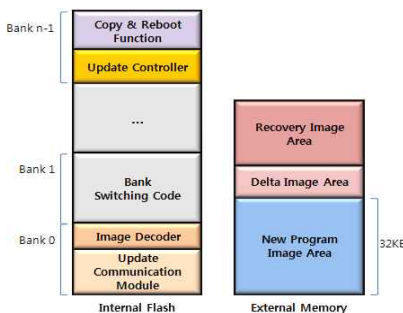 Bank n-1
Copy & Reboot
Function
Update Controller
...
Bank 1
Bank
Switching Code
Bank 0
Image Decoder
Update
Communication
Module
Internal Flash
Recovery Image
Area
Delta Image Area
New Program
Image Area
32KB
External Memory